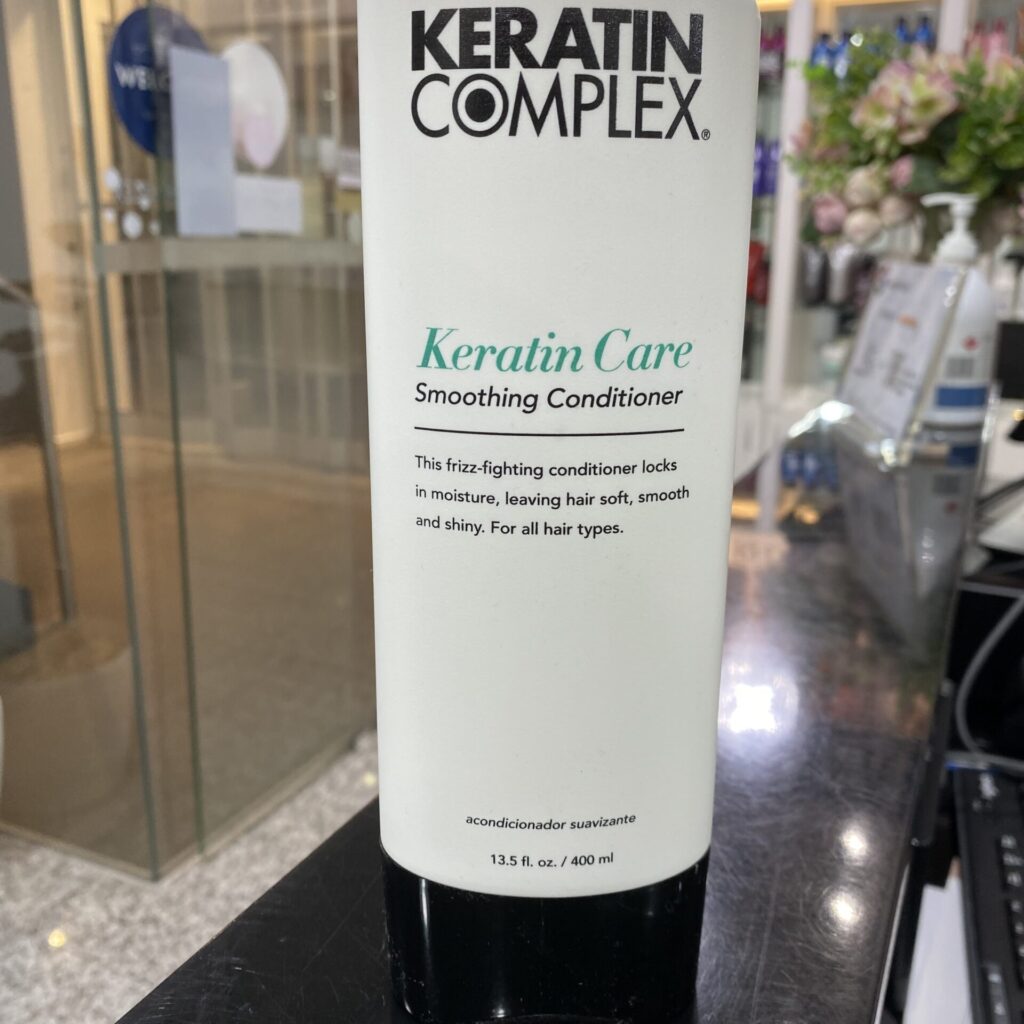 KERATIN
COMPLEX®
Keratin Care
Smoothing Conditioner
This frizz-fighting conditioner locks
in moisture, leaving hair soft, smooth
and shiny. For all hair types.
acondicionador suavizante
13.5 fl. oz. / 400 ml